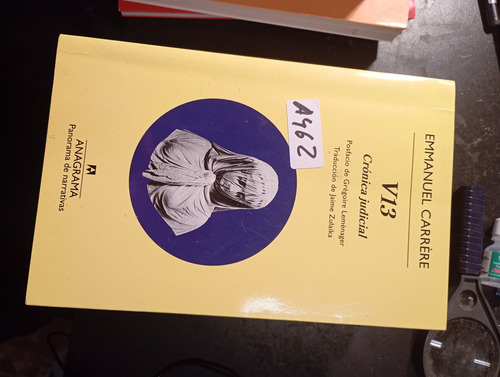 EMMANUEL CARRÈRE
V13
Crónica judicial
Posfacio de Grégoire Leménager
Traducción de Jaime Zulaika
A462
ANAGRAMA
Panorama de narrativas